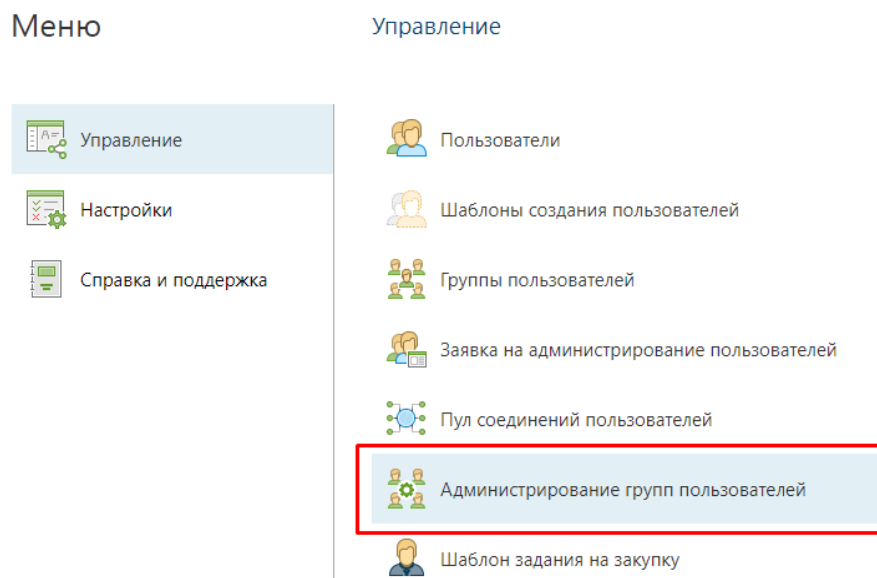 Меню
Управление
Управление
Настройки
Справка и поддержка
Пользователи
Шаблоны создания пользователей
Группы пользователей
Заявка на администрирование пользователей
Пул соединений пользователей
Администрирование групп пользователей
Шаблон задания на закупку